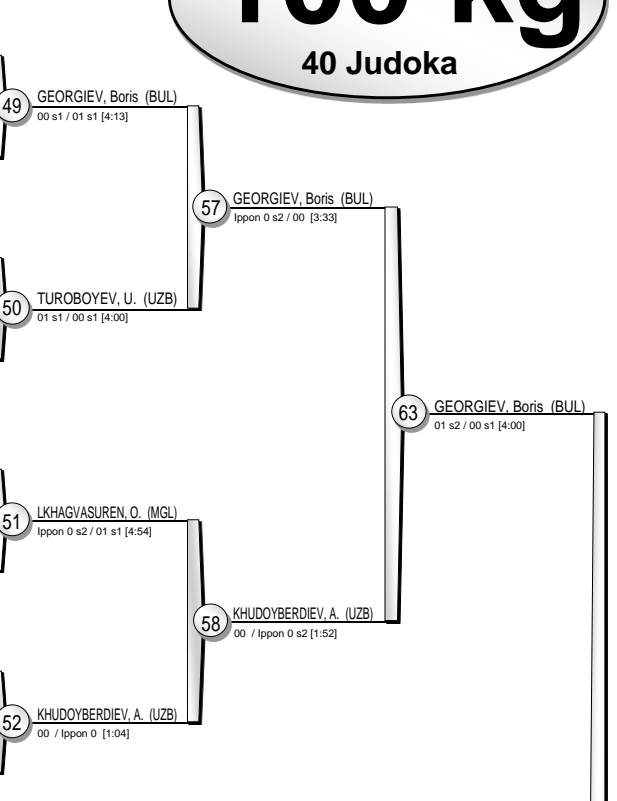 100 kg
40 Judoka
49
GEORGIEV, Boris (BUL)
00 s1 / 01 s1 [4:13]
57
GEORGIEV, Boris (BUL)
Ippon 0 s2 / 00 [3:33]
50
TUROBOYEV, U. (UZB)
01 s1 / 00 s1 [4:00]
63
GEORGIEV, Boris (BUL)
01 s2 / 00 s1 [4:00]
51
LKHAGVASUREN, O. (MGL)
Ippon 0 s2 / 01 s1 [4:54]
58
KHUDOYBERDIEV, A. (UZB)
00 / Ippon 0 s2 [1:52]
52
KHUDOYBERDIEV, A. (UZB)
00 / Ippon 0 [1:04]